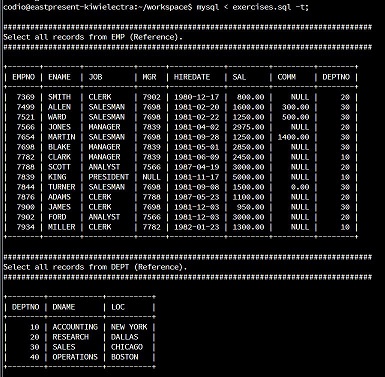 codio@eastpresent-kiwielectra:~/workspace$ mysql < exercises.sql -t;
################################################################################
Select all records from EMP (Reference).
################################################################################
+-------+--------+-----------+------+------------+---------+---------+--------+
| EMPNO | ENAME | JOB | MGR | HIREDATE | SAL | COMM | DEPTNO |
+-------+--------+-----------+------+------------+---------+---------+--------+
| 7369 | SMITH | CLERK | 7902 | 1980-12-17 | 800.00 | NULL | 20 |
| 7499 | ALLEN | SALESMAN | 7698 | 1981-02-20 | 1600.00 | 300.00 | 30 |
| 7521 | WARD | SALESMAN | 7698 | 1981-02-22 | 1250.00 | 500.00 | 30 |
| 7566 | JONES | MANAGER | 7839 | 1981-04-02 | 2975.00 | NULL | 20 |
| 7654 | MARTIN | SALESMAN | 7698 | 1981-09-28 | 1250.00 | 1400.00 | 30 |
| 7698 | BLAKE | MANAGER | 7839 | 1981-05-01 | 2850.00 | NULL | 30 |
| 7782 | CLARK | MANAGER | 7839 | 1981-06-09 | 2450.00 | NULL | 10 |
| 7788 | SCOTT | ANALYST | 7566 | 1987-04-19 | 3000.00 | NULL | 20 |
| 7839 | KING | PRESIDENT | NULL | 1981-11-17 | 5000.00 | NULL | 10 |
| 7844 | TURNER | SALESMAN | 7698 | 1981-09-08 | 1500.00 | 0.00 | 30 |
| 7876 | ADAMS | CLERK | 7788 | 1987-05-23 | 1100.00 | NULL | 20 |
| 7900 | JAMES | CLERK | 7698 | 1981-12-03 | 950.00 | NULL | 30 |
| 7902 | FORD | ANALYST | 7566 | 1981-12-03 | 3000.00 | NULL | 20 |
| 7934 | MILLER | CLERK | 7782 | 1982-01-23 | 1300.00 | NULL | 10 |
+-------+--------+-----------+------+------------+---------+---------+--------+
################################################################################
Select all records from DEPT (Reference).
################################################################################
+--------+------------+----------+
| DEPTNO | DNAME | LOC |
+--------+------------+----------+
| 10 | ACCOUNTING | NEW YORK |
| 20 | RESEARCH | DALLAS |
| 30 | SALES | CHICAGO |
| 40 | OPERATIONS | BOSTON |
+--------+------------+----------+